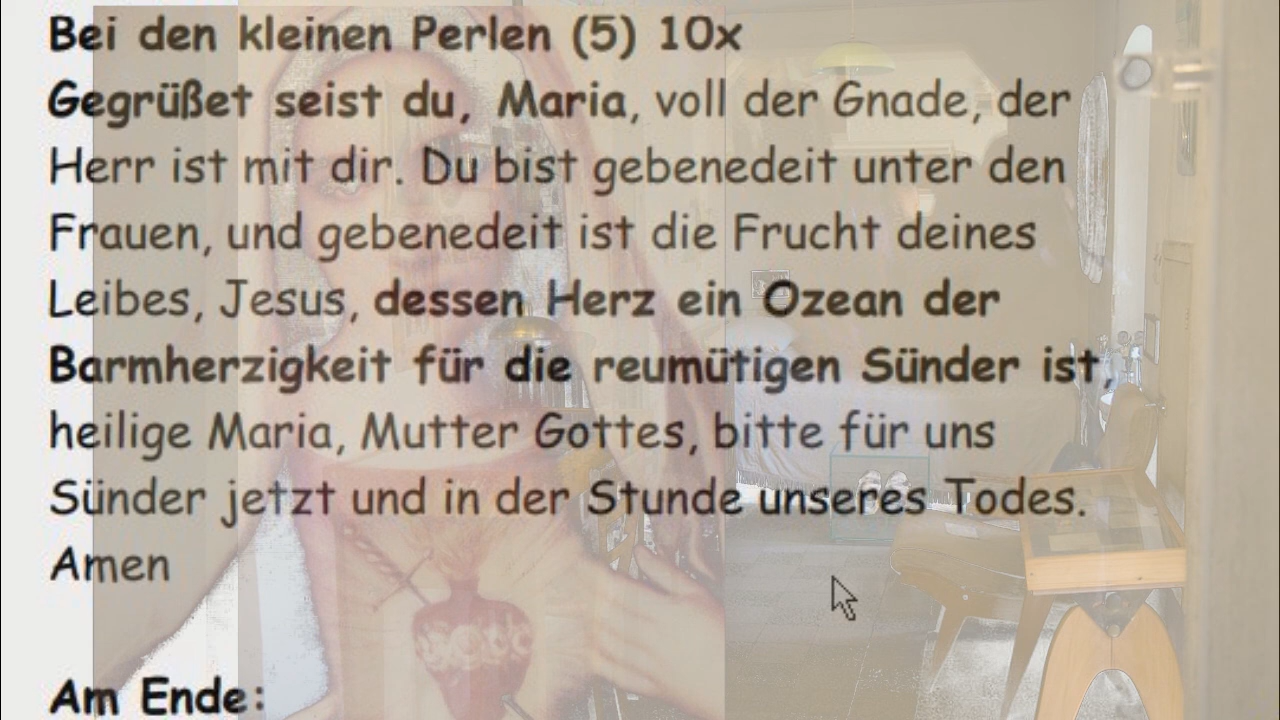 Bei den kleinen Perlen (5) 10x
Gegrüßet seist du, Maria, voll der Gnade, der
Herr ist mit dir. Du bist gebenedeit unter den
Frauen, und gebenedeit ist die Frucht deines
Leibes, Jesus, dessen Herz ein Ozean der
Barmherzigkeit für die reumütigen Sünder ist,
heilige Maria, Mutter Gottes, bitte für uns
Sünder jetzt und in der Stunde unseres Todes.
Amen
Am Ende: